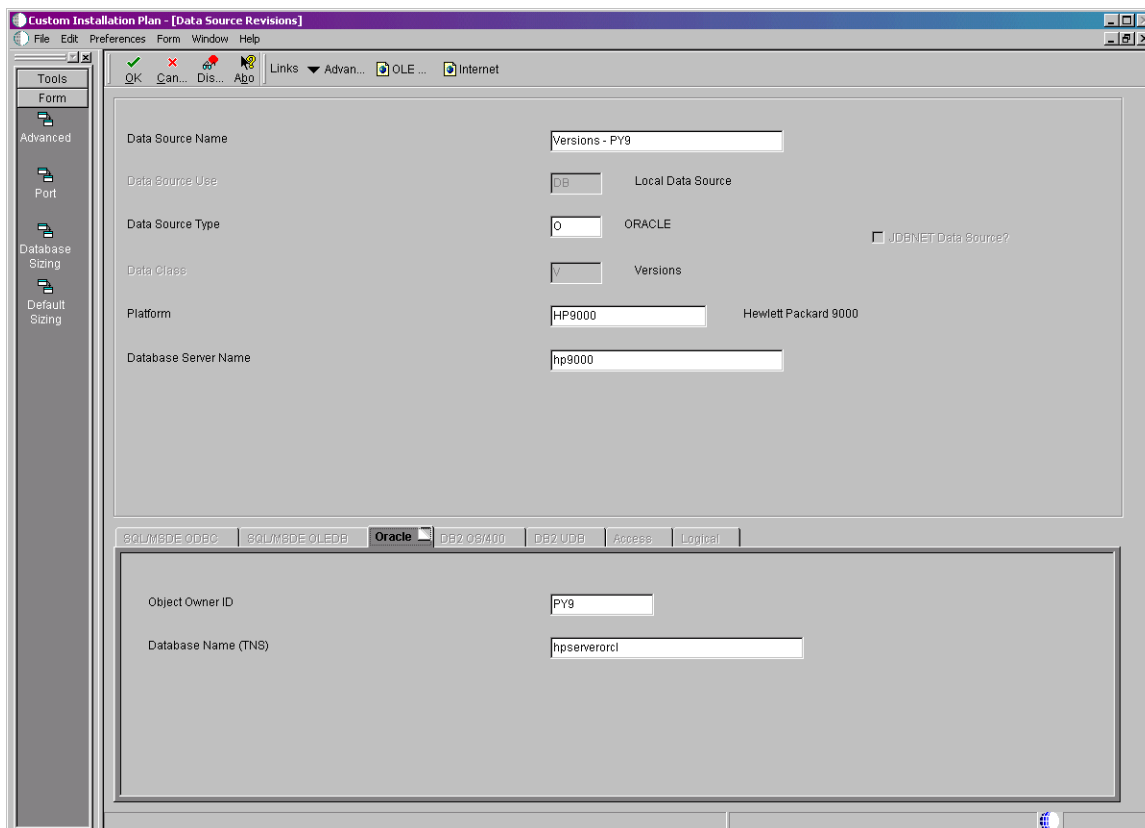 Custom Installation Plan - [Data Source Revisions]
File Edit Preferences Form Window Help
Tools
Form
Advanced
Port
Database
Sizing
Default
Sizing
OK Can... Dis... Abo Links Advan... OLE ... Internet
Data Source Name Versions - PY9
Data Source Use DB Local Data Source
Data Source Type O ORACLE
JDBNET Data Source?
Data Class V Versions
Platform HP9000 Hewlett Packard 9000
Database Server Name hp9000
SQL/MSDE ODBC SQL/MSDE OLEDB Oracle DB2 OS/400 DB2 UDB Access Logical
Object Owner ID PY9
Database Name (TNS) hpserverorcl